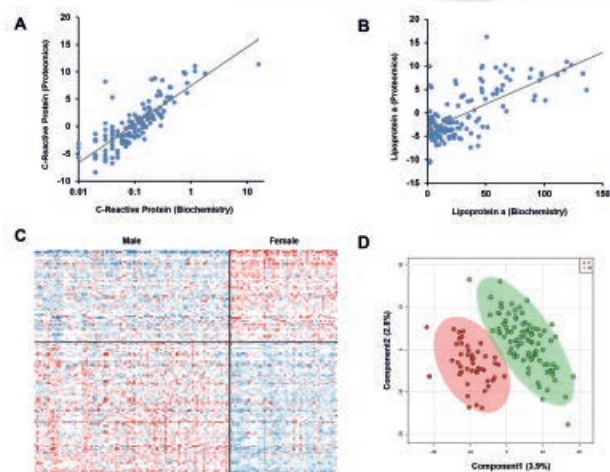 A
B
20
15
10
5
0
-5
-10
0.01
0.1
1
10
C-Reactive Protein (Proteomics)
C-Reactive Protein (Biochemistry)
20
15
10
5
0
-5
-10
-15
0
50
100
150
Lipoprotein a (Proteomics)
Lipoprotein a (Biochemistry)
C
D
Male
Female
Component2 (2.8%)
Component1 (3.9%)